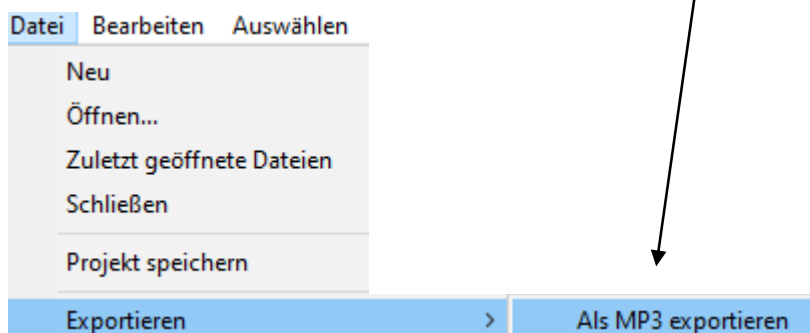 Datei Bearbeiten Auswählen
Neu
Öffnen...
Zuletzt geöffnete Dateien
Schließen
Projekt speichern
Exportieren > Als MP3 exportieren